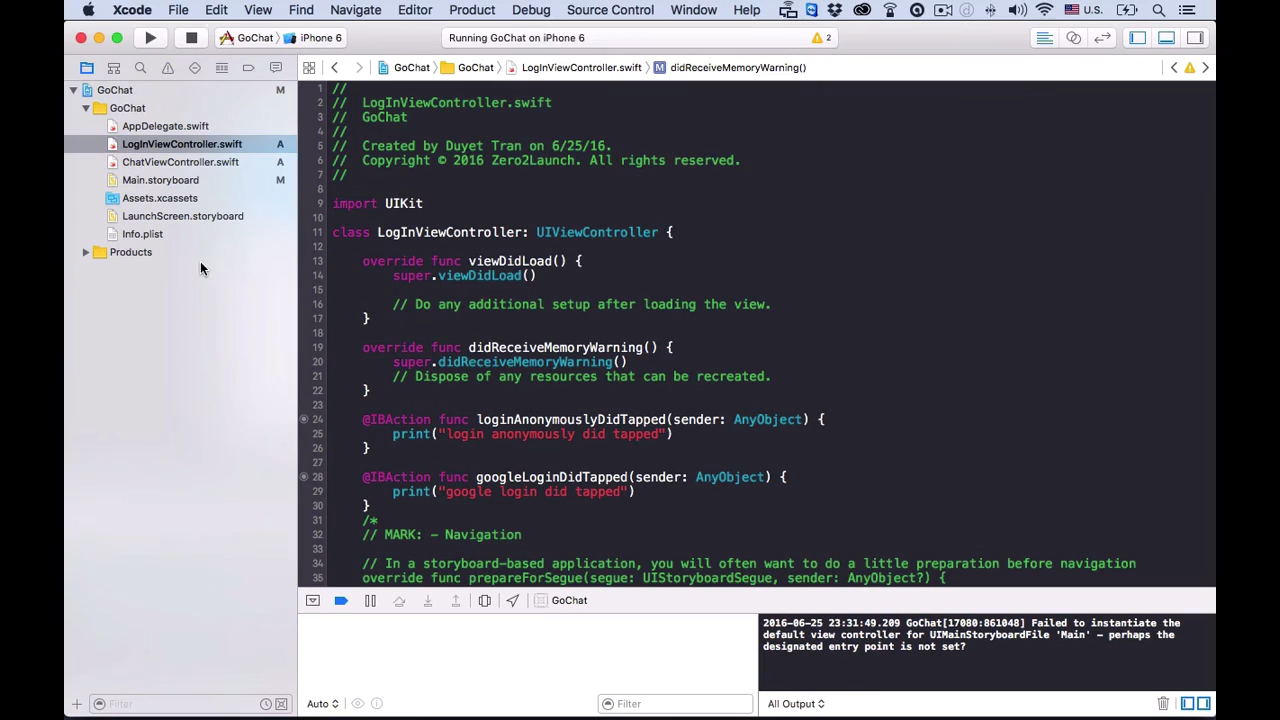 Xcode File Edit View Find Navigate Editor Product Debug Source Control Window Help U.S.
GoChat iPhone 6 Running GoChat on iPhone 6 2
GoChat GoChat LogInViewController.swift M didReceiveMemoryWarning()
GoChat M
GoChat
AppDelegate.swift
LogInViewController.swift A
ChatViewController.swift A
Main.storyboard M
Assets.xcassets
LaunchScreen.storyboard
Info.plist
Products
Filter
1 //
2 // LogInViewController.swift
3 // GoChat
4 //
5 // Created by Duyet Tran on 6/25/16.
6 // Copyright © 2016 Zero2Launch. All rights reserved.
7 //
8
9 import UIKit
10
11 class LogInViewController: UIViewController {
12
13 override func viewDidLoad() {
14 super.viewDidLoad()
15
16 // Do any additional setup after loading the view.
17 }
18
19 override func didReceiveMemoryWarning() {
20 super.didReceiveMemoryWarning()
21 // Dispose of any resources that can be recreated.
22 }
23
24 @IBAction func loginAnonymouslyDidTapped(sender: AnyObject) {
25 print("login anonymously did tapped")
26 }
27
28 @IBAction func googleLoginDidTapped(sender: AnyObject) {
29 print("google login did tapped")
30 }
31 /*
32 // MARK: - Navigation
33
34 // In a storyboard-based application, you will often want to do a little preparation before navigation
35 override func prepareForSegue(segue: UIStoryboardSegue, sender: AnyObject?) {
GoChat
2016-06-25 23:31:49.209 GoChat[17080:861048] Failed to instantiate the
default view controller for UIMainStoryboardFile 'Main' - perhaps the
designated entry point is not set?
Auto Filter All Output